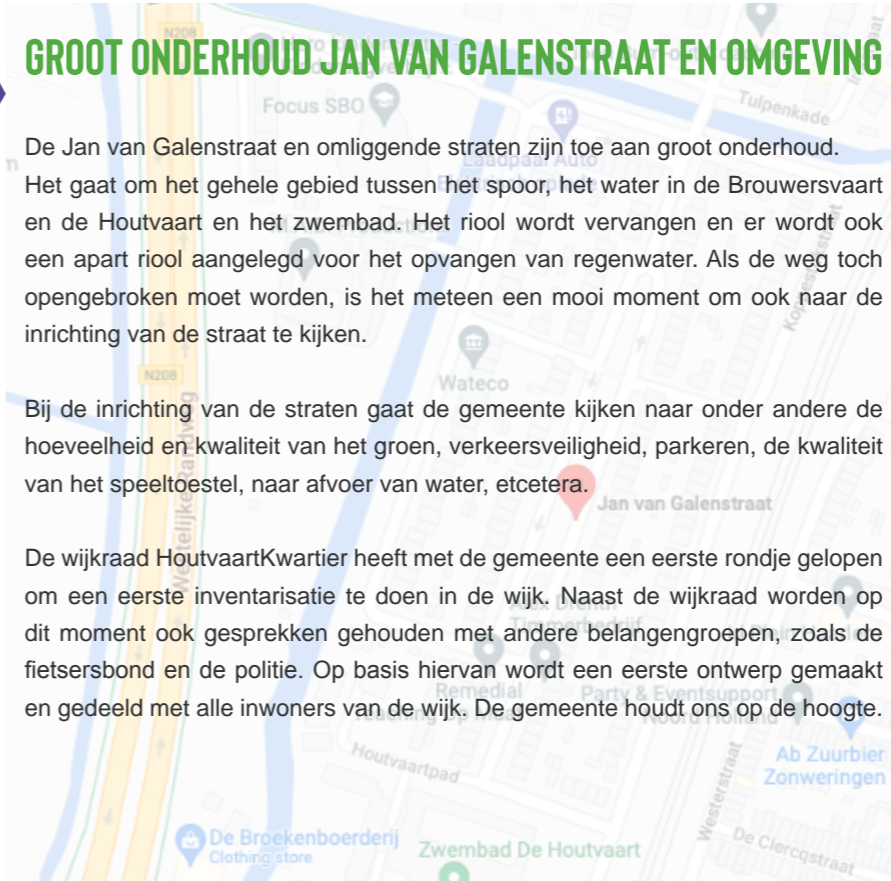 GROOT ONDERHOUD JAN VAN GALENSTRAAT EN OMGEVING
De Jan van Galenstraat en omliggende straten zijn toe aan groot onderhoud.
Het gaat om het gehele gebied tussen het spoor, het water in de Brouwersvaart
en de Houtvaart en het zwembad. Het riool wordt vervangen en er wordt ook
een apart riool aangelegd voor het opvangen van regenwater. Als de weg toch
opengebroken moet worden, is het meteen een mooi moment om ook naar de
inrichting van de straat te kijken.
Bij de inrichting van de straten gaat de gemeente kijken naar onder andere de
hoeveelheid en kwaliteit van het groen, verkeersveiligheid, parkeren, de kwaliteit
van het speeltoestel, naar afvoer van water, etcetera.
De wijkraad HoutvaartKwartier heeft met de gemeente een eerste rondje gelopen
om een eerste inventarisatie te doen in de wijk. Naast de wijkraad worden op
dit moment ook gesprekken gehouden met andere belangengroepen, zoals de
fietsersbond en de politie. Op basis hiervan wordt een eerste ontwerp gemaakt
en gedeeld met alle inwoners van de wijk. De gemeente houdt ons op de hoogte.
N208
Focus SBO
Tulpenkade
Laadpaal Auto
N208
Wateco
Westelijke Randweg
Jan van Galenstraat
Timmerbedrijf
Remedial
Party & Eventsupport
Noord Holland
Houtvaartpad
Westerstraat
Ab Zuurbier
Zonweringen
De Broekenboerderij
Clothing store
Zwembad De Houtvaart
De Clercqstraat